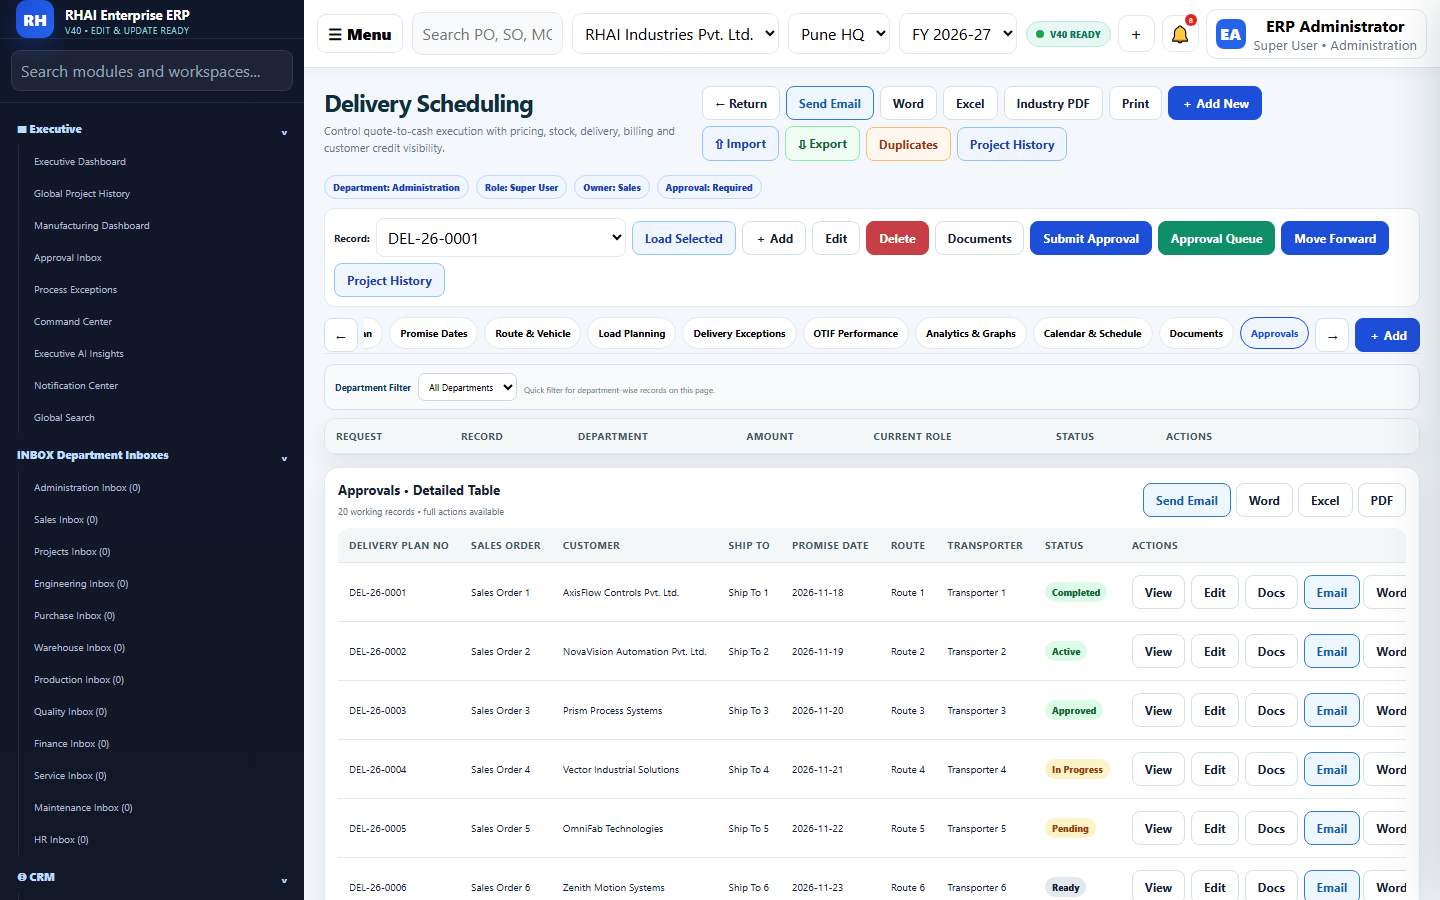 RH
RHAI Enterprise ERP
V40 • EDIT & UPDATE READY
Search modules and workspaces...
Executive
Executive Dashboard
Global Project History
Manufacturing Dashboard
Approval Inbox
Process Exceptions
Command Center
Executive AI Insights
Notification Center
Global Search
INBOX Department Inboxes
Administration Inbox (0)
Sales Inbox (0)
Projects Inbox (0)
Engineering Inbox (0)
Purchase Inbox (0)
Warehouse Inbox (0)
Production Inbox (0)
Quality Inbox (0)
Finance Inbox (0)
Service Inbox (0)
Maintenance Inbox (0)
HR Inbox (0)
CRM
☰ Menu
Search PO, SO, MC
RHAI Industries Pvt. Ltd.
Pune HQ
FY 2026-27
V40 READY
+
8
EA
ERP Administrator
Super User • Administration
Delivery Scheduling
Control quote-to-cash execution with pricing, stock, delivery, billing and
customer credit visibility.
← Return
Send Email
Word
Excel
Industry PDF
Print
+ Add New
⇧ Import
⇩ Export
Duplicates
Project History
Department: Administration
Role: Super User
Owner: Sales
Approval: Required
Record:
DEL-26-0001
Load Selected
+ Add
Edit
Delete
Documents
Submit Approval
Approval Queue
Move Forward
Project History
←
Promise Dates
Route & Vehicle
Load Planning
Delivery Exceptions
OTIF Performance
Analytics & Graphs
Calendar & Schedule
Documents
Approvals
→
+ Add
Department Filter
All Departments
Quick filter for department-wise records on this page.
REQUEST RECORD DEPARTMENT AMOUNT CURRENT ROLE STATUS ACTIONS
Approvals • Detailed Table
20 working records • full actions available
Send Email
Word
Excel
PDF
DELIVERY PLAN NO SALES ORDER CUSTOMER SHIP TO PROMISE DATE ROUTE TRANSPORTER STATUS ACTIONS
DEL-26-0001 Sales Order 1 AxisFlow Controls Pvt. Ltd. Ship To 1 2026-11-18 Route 1 Transporter 1 Completed View Edit Docs Email Word
DEL-26-0002 Sales Order 2 NovaVision Automation Pvt. Ltd. Ship To 2 2026-11-19 Route 2 Transporter 2 Active View Edit Docs Email Word
DEL-26-0003 Sales Order 3 Prism Process Systems Ship To 3 2026-11-20 Route 3 Transporter 3 Approved View Edit Docs Email Word
DEL-26-0004 Sales Order 4 Vector Industrial Solutions Ship To 4 2026-11-21 Route 4 Transporter 4 In Progress View Edit Docs Email Word
DEL-26-0005 Sales Order 5 OmniFab Technologies Ship To 5 2026-11-22 Route 5 Transporter 5 Pending View Edit Docs Email Word
DEL-26-0006 Sales Order 6 Zenith Motion Systems Ship To 6 2026-11-23 Route 6 Transporter 6 Ready View Edit Docs Email Word